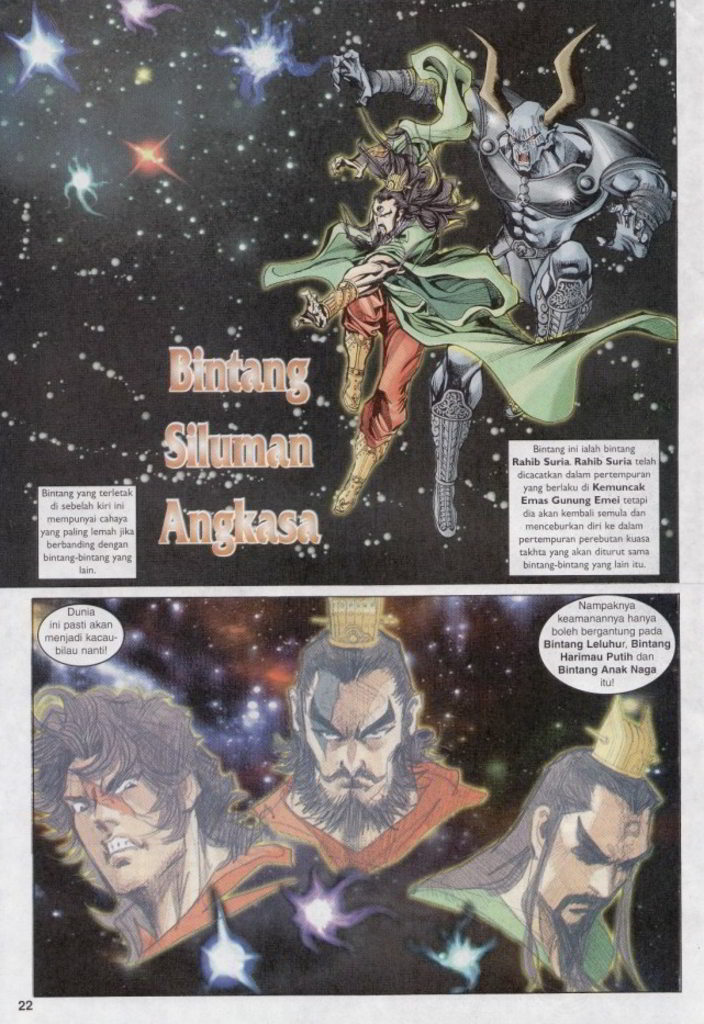 Bintang
Siluman
Angkasa
Bintang yang terletak
di sebelah kiri ini
mempunyai cahaya
yang paling lemah jika
berbanding dengan
bintang-bintang yang
lain.
Bintang ini ialah bintang
Rahib Suria. Rahib Suria telah
dicacatkan dalam pertempuran
yang berlaku di Kemuncak
Emas Gunung Emei tetapi
dia akan kembali semula dan
menceburkan diri ke dalam
pertempuran perebutan kuasa
takhta yang akan diturut sama
bintang-bintang yang lain itu.
Dunia
ini pasti akan
menjadi kacau-
bilau nanti!
Nampaknya
keamanannya hanya
boleh bergantung pada
Bintang Leluhur, Bintang
Harimau Putih dan
Bintang Anak Naga
itu!
22